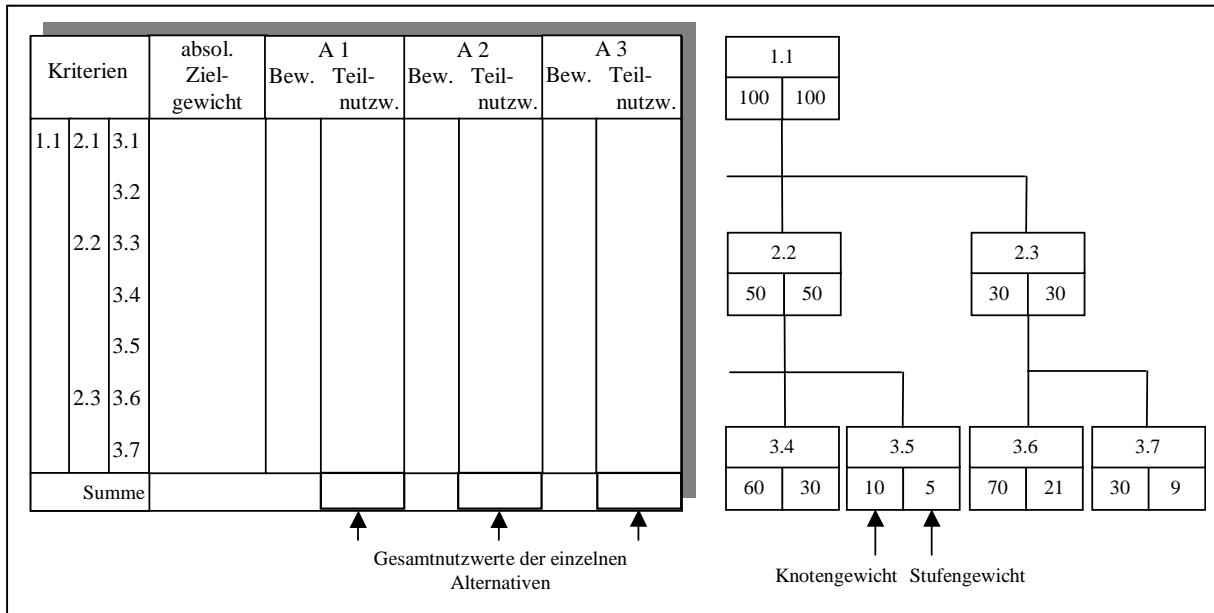 Kriterien
absol.
Ziel-
gewicht
A 1
Bew. Teil-
nutzw.
A 2
Bew. Teil-
nutzw.
A 3
Bew. Teil-
nutzw.
1.1 2.1 3.1
3.2
2.2 3.3
3.4
3.5
2.3 3.6
3.7
Summe
Gesamtnutzwerte der einzelnen
Alternativen
1.1
100 100
2.2
50 50
2.3
30 30
3.4
60 30
3.5
10 5
3.6
70 21
3.7
30 9
Knotengewicht Stufengewicht